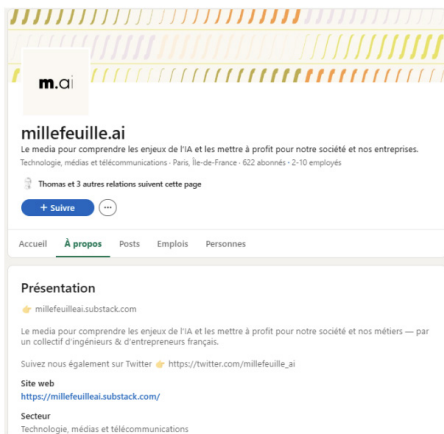 m.ai
millefeuille.ai
Le media pour comprendre les enjeux de l'IA et les mettre à profit pour notre société et nos entreprises.
Technologie, médias et télécommunications · Paris, Île-de-France · 622 abonnés · 2-10 employés
Thomas et 3 autres relations suivent cette page
+ Suivre
Accueil À propos Posts Emplois Personnes
Présentation
👉 millefeuilleai.substack.com
Le media pour comprendre les enjeux de l'IA et les mettre à profit pour notre société et nos métiers — par
un collectif d'ingénieurs & d'entrepreneurs français.
Suivez nous également sur Twitter 👉 https://twitter.com/millefeuille_ai
Site web
https://millefeuilleai.substack.com/
Secteur
Technologie, médias et télécommunications